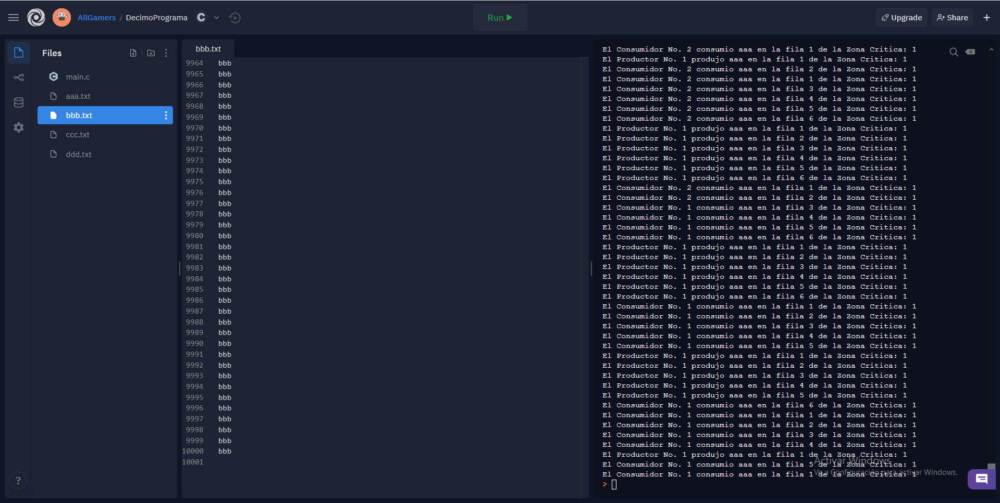 AllGamers / DecimoPrograma C
Run
Upgrade
Share
Files
main.c
aaa.txt
bbb.txt
ccc.txt
ddd.txt
?
bbb.txt
9964 bbb
9965 bbb
9966 bbb
9967 bbb
9968 bbb
9969 bbb
9970 bbb
9971 bbb
9972 bbb
9973 bbb
9974 bbb
9975 bbb
9976 bbb
9977 bbb
9978 bbb
9979 bbb
9980 bbb
9981 bbb
9982 bbb
9983 bbb
9984 bbb
9985 bbb
9986 bbb
9987 bbb
9988 bbb
9989 bbb
9990 bbb
9991 bbb
9992 bbb
9993 bbb
9994 bbb
9995 bbb
9996 bbb
9997 bbb
9998 bbb
9999 bbb
10000 bbb
10001
El Consumidor No. 2 consumio aaa en la fila 1 de la Zona Critica: 1
El Productor No. 1 produjo aaa en la fila 1 de la Zona Critica: 1
El Consumidor No. 2 consumio aaa en la fila 2 de la Zona Critica: 1
El Consumidor No. 2 consumio aaa en la fila 1 de la Zona Critica: 1
El Consumidor No. 2 consumio aaa en la fila 3 de la Zona Critica: 1
El Consumidor No. 2 consumio aaa en la fila 4 de la Zona Critica: 1
El Consumidor No. 2 consumio aaa en la fila 5 de la Zona Critica: 1
El Consumidor No. 2 consumio aaa en la fila 6 de la Zona Critica: 1
El Productor No. 1 produjo aaa en la fila 1 de la Zona Critica: 1
El Productor No. 1 produjo aaa en la fila 2 de la Zona Critica: 1
El Productor No. 1 produjo aaa en la fila 3 de la Zona Critica: 1
El Productor No. 1 produjo aaa en la fila 4 de la Zona Critica: 1
El Productor No. 1 produjo aaa en la fila 5 de la Zona Critica: 1
El Productor No. 1 produjo aaa en la fila 6 de la Zona Critica: 1
El Consumidor No. 2 consumio aaa en la fila 1 de la Zona Critica: 1
El Consumidor No. 2 consumio aaa en la fila 2 de la Zona Critica: 1
El Consumidor No. 1 consumio aaa en la fila 3 de la Zona Critica: 1
El Consumidor No. 1 consumio aaa en la fila 4 de la Zona Critica: 1
El Consumidor No. 1 consumio aaa en la fila 5 de la Zona Critica: 1
El Consumidor No. 1 consumio aaa en la fila 6 de la Zona Critica: 1
El Productor No. 1 produjo aaa en la fila 1 de la Zona Critica: 1
El Productor No. 1 produjo aaa en la fila 2 de la Zona Critica: 1
El Productor No. 1 produjo aaa en la fila 3 de la Zona Critica: 1
El Productor No. 1 produjo aaa en la fila 4 de la Zona Critica: 1
El Productor No. 1 produjo aaa en la fila 5 de la Zona Critica: 1
El Productor No. 1 produjo aaa en la fila 6 de la Zona Critica: 1
El Consumidor No. 1 consumio aaa en la fila 1 de la Zona Critica: 1
El Consumidor No. 1 consumio aaa en la fila 2 de la Zona Critica: 1
El Consumidor No. 1 consumio aaa en la fila 3 de la Zona Critica: 1
El Consumidor No. 1 consumio aaa en la fila 4 de la Zona Critica: 1
El Consumidor No. 1 consumio aaa en la fila 5 de la Zona Critica: 1
El Productor No. 1 produjo aaa en la fila 1 de la Zona Critica: 1
El Productor No. 1 produjo aaa en la fila 2 de la Zona Critica: 1
El Productor No. 1 produjo aaa en la fila 3 de la Zona Critica: 1
El Productor No. 1 produjo aaa en la fila 4 de la Zona Critica: 1
El Productor No. 1 produjo aaa en la fila 5 de la Zona Critica: 1
El Consumidor No. 1 consumio aaa en la fila 6 de la Zona Critica: 1
El Consumidor No. 1 consumio aaa en la fila 1 de la Zona Critica: 1
El Consumidor No. 1 consumio aaa en la fila 2 de la Zona Critica: 1
El Consumidor No. 1 consumio aaa en la fila 3 de la Zona Critica: 1
El Consumidor No. 1 consumio aaa en la fila 4 de la Zona Critica: 1
El Productor No. 1 produjo aaa en la fila 1 de la Zona Critica: 1
El Consumidor No. 1 consumio aaa en la fila 5 de la Zona Critica: 1
El Consumidor No. 1 consumio aaa en la fila 1 de la Zona Critica: 1
Activar Windows
Ve a Configuración para activar Windows.